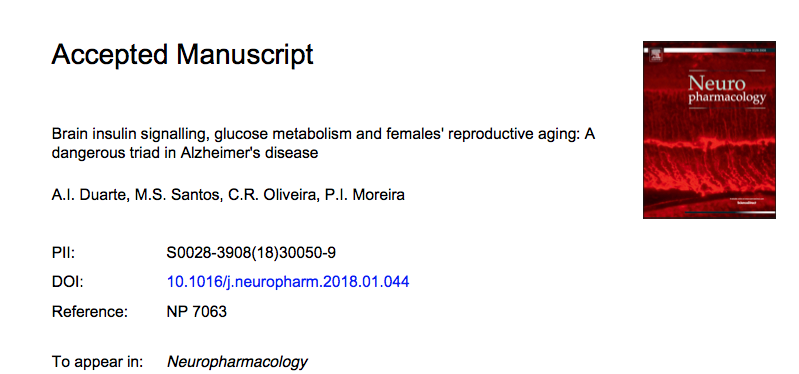 Accepted Manuscript
Neuro
pharmacology
Brain insulin signalling, glucose metabolism and females' reproductive aging: A
dangerous triad in Alzheimer's disease
A.I. Duarte, M.S. Santos, C.R. Oliveira, P.I. Moreira
PII: S0028-3908(18)30050-9
DOI: 10.1016/j.neuropharm.2018.01.044
Reference: NP 7063
To appear in: Neuropharmacology